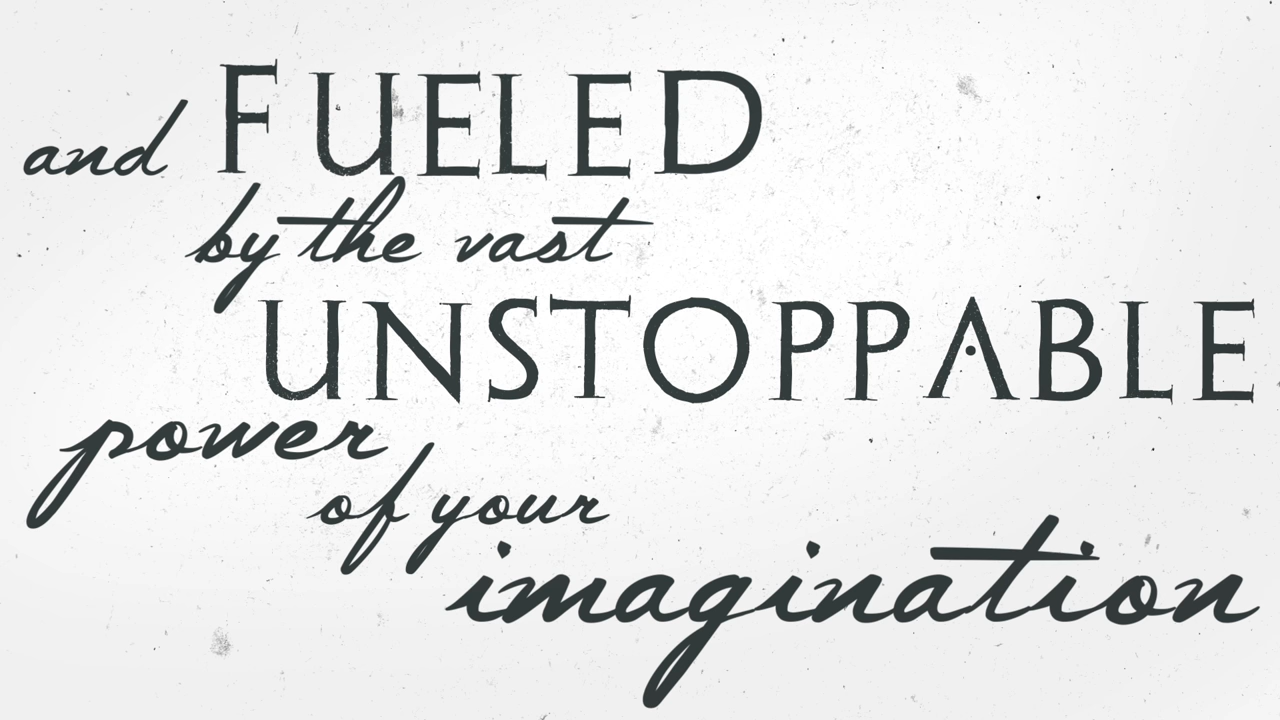 and FUELED
by the vast
UNSTOPPABLE
power
of your
imagination